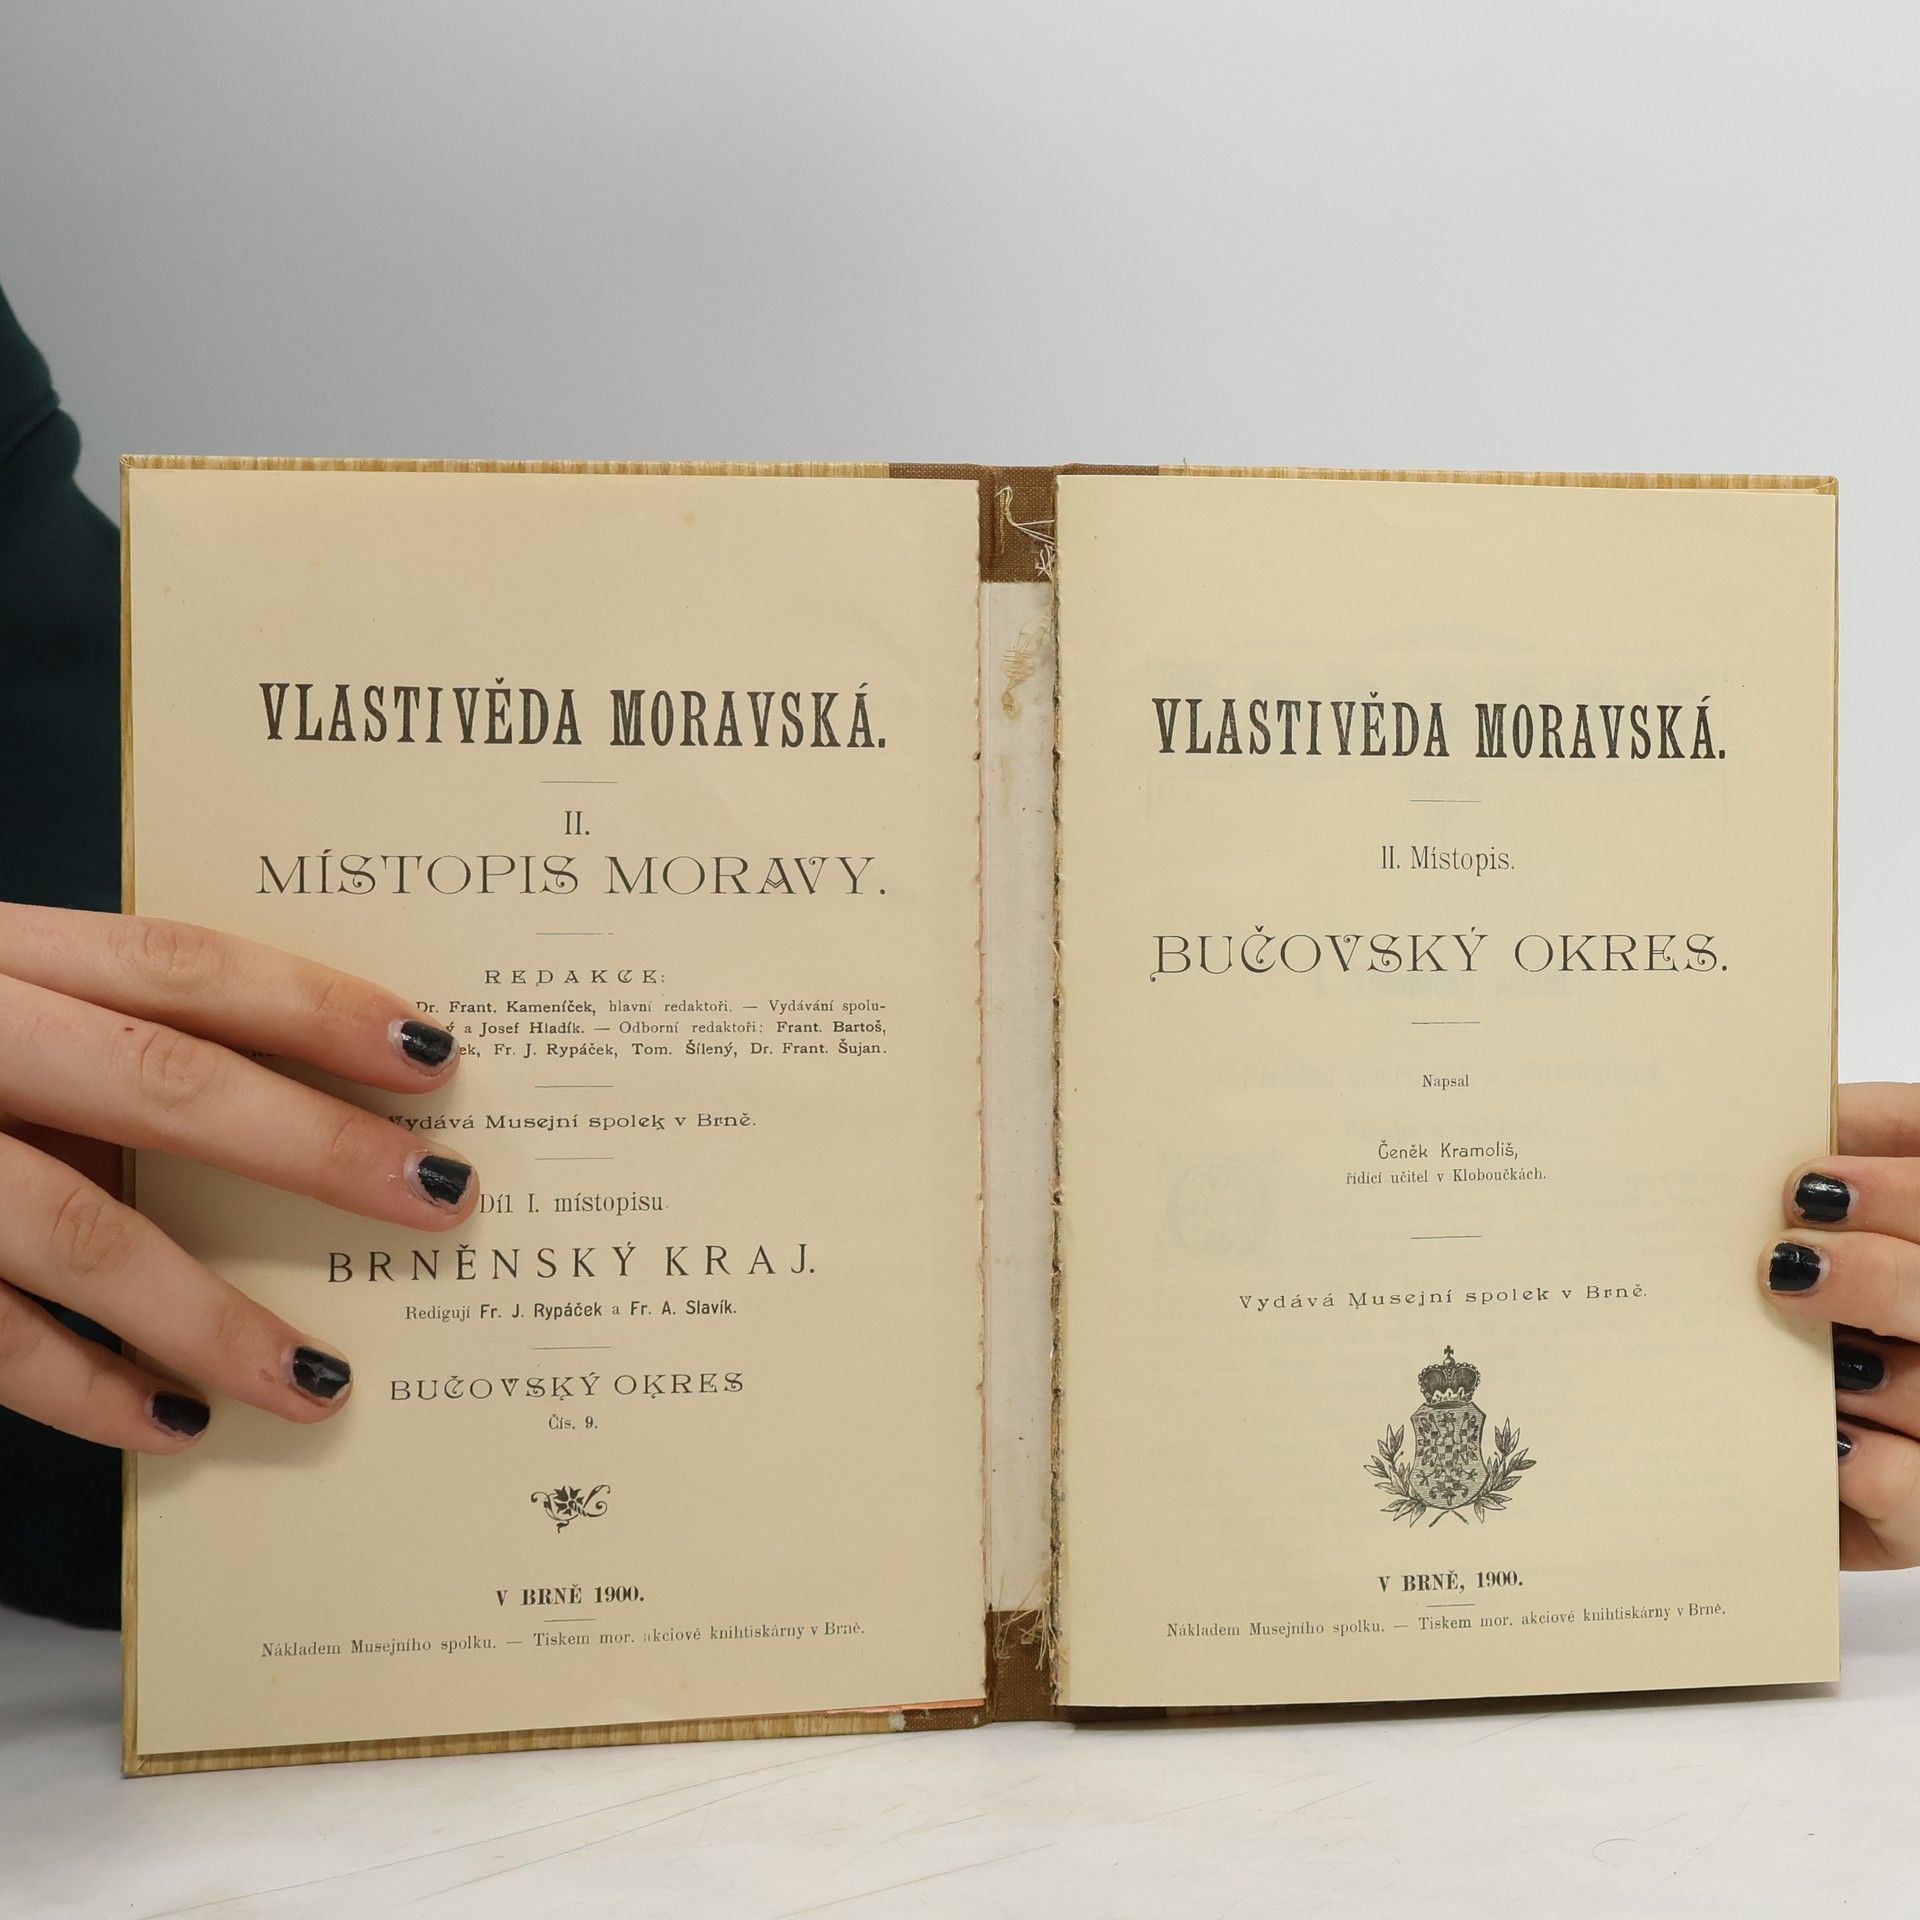 VLASTIVĚDA MORAVSKÁ.
II.
MÍSTOPIS MORAVY.
REDAKCE:
Dr. Frant. Kameníček, hlavní redaktoři. — Vydávání spolu-
a Josef Hladík. — Odborní redaktoři: Frant. Bartoš,
Fr. J. Rypáček, Tom. Šílený, Dr. Frant. Šujan.
Vydává Musejní spolek v Brně.
Díl I. místopisu.
BRNĚNSKÝ KRAJ.
Redigují Fr. J. Rypáček a Fr. A. Slavík.
BUČOVSKÝ OKRES
Čís. 9.
V BRNĚ 1900.
Nákladem Musejního spolku. — Tiskem mor. akciové knihtiskárny v Brně.
VLASTIVĚDA MORAVSKÁ.
II. Místopis.
BUČOVSKÝ OKRES.
Napsal
Čeněk Kramoliš,
řídící učitel v Kloboučkách.
Vydává Musejní spolek v Brně.
V BRNĚ, 1900.
Nákladem Musejního spolku. — Tiskem mor. akciové knihtiskárny v Brně.